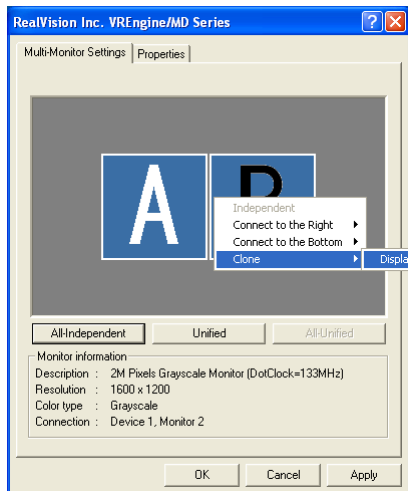 RealVision Inc. VREngine/MD Series
Multi-Monitor Settings Properties
A
Independent
Connect to the Right
Connect to the Bottom
Clone Displa
All-Independent Unified All-Unified
Monitor information
Description : 2M Pixels Grayscale Monitor (DotClock=133MHz)
Resolution : 1600 x 1200
Color type : Grayscale
Connection : Device 1, Monitor 2
OK Cancel Apply